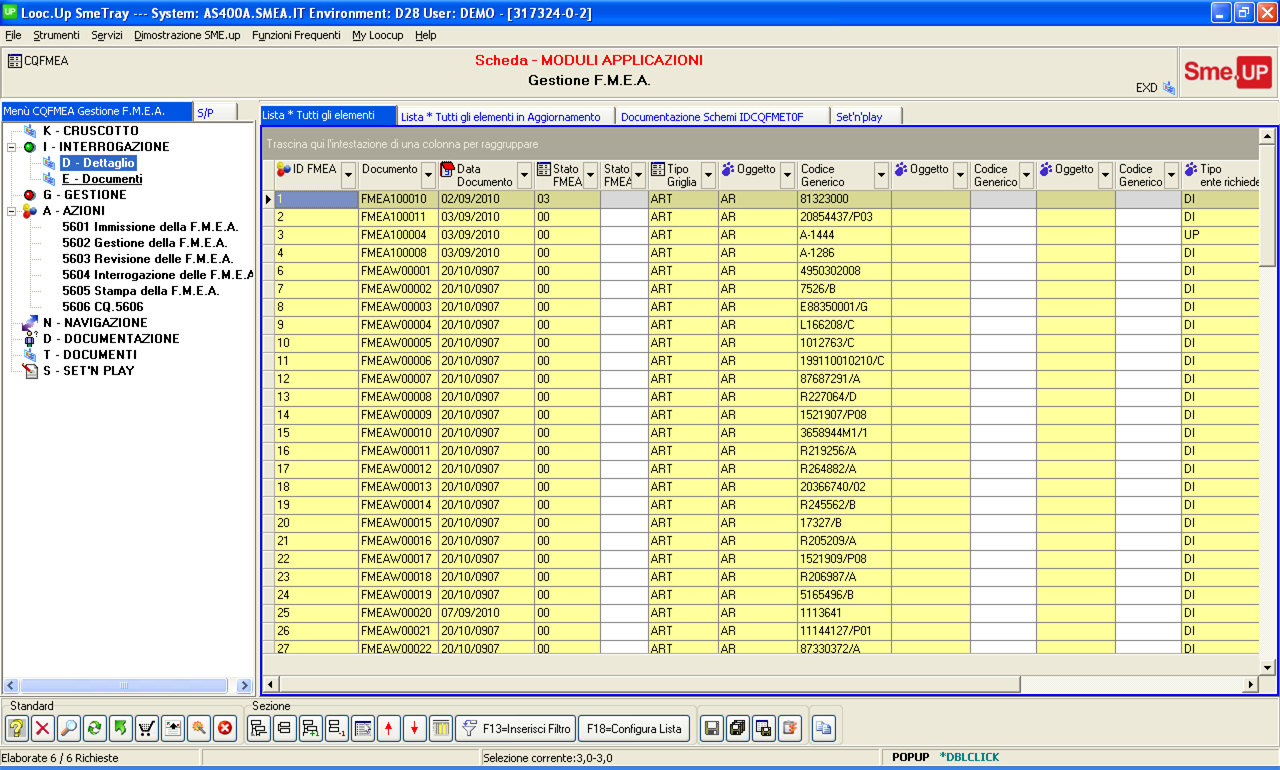 UP Looc.Up SmeTray --- System: AS400A.SMEA.IT Environment: D28 User: DEMO - [317324-0-2]
File Strumenti Servizi Dimostrazione SME.up Funzioni Frequenti My Loocup Help
CQFMEA
Scheda - MODULI APPLICAZIONI
Gestione F.M.E.A.
EXD
Sme.UP
Menù CQFMEA Gestione F.M.E.A. S/P
K - CRUSCOTTO
I - INTERROGAZIONE
D - Dettaglio
E - Documenti
G - GESTIONE
A - AZIONI
5601 Immissione della F.M.E.A.
5602 Gestione della F.M.E.A.
5603 Revisione delle F.M.E.A.
5604 Interrogazione delle F.M.E.A
5605 Stampa della F.M.E.A.
5606 CQ.5606
N - NAVIGAZIONE
D - DOCUMENTAZIONE
T - DOCUMENTI
S - SET'N PLAY
Lista * Tutti gli elementi Lista * Tutti gli elementi in Aggiornamento Documentazione Schemi IDCQFMET0F Set'n'play
Trascina qui l'intestazione di una colonna per raggruppare
ID FMEA Documento Data Documento Stato FMEA Stato FMEA Tipo Griglia Oggetto Codice Generico Oggetto Codice Generico Oggetto Codice Generico Tipo ente richiede
1 FMEA100010 02/09/2010 03 ART AR 81323000 DI
2 FMEA100011 03/09/2010 00 ART AR 20854437/P03 DI
3 FMEA100004 03/09/2010 00 ART AR A-1444 UP
4 FMEA100008 03/09/2010 00 ART AR A-1286 DI
6 FMEAW00001 20/10/0907 00 ART AR 4950302008 DI
7 FMEAW00002 20/10/0907 00 ART AR 7526/B DI
8 FMEAW00003 20/10/0907 00 ART AR E88350001/G DI
9 FMEAW00004 20/10/0907 00 ART AR L166208/C DI
10 FMEAW00005 20/10/0907 00 ART AR 1012763/C DI
11 FMEAW00006 20/10/0907 00 ART AR 199110010210/C DI
12 FMEAW00007 20/10/0907 00 ART AR 87687291/A DI
13 FMEAW00008 20/10/0907 00 ART AR R227064/D DI
14 FMEAW00009 20/10/0907 00 ART AR 1521907/P08 DI
15 FMEAW00010 20/10/0907 00 ART AR 3658944M1/1 DI
16 FMEAW00011 20/10/0907 00 ART AR R219256/A DI
17 FMEAW00012 20/10/0907 00 ART AR R264882/A DI
18 FMEAW00013 20/10/0907 00 ART AR 20366740/02 DI
19 FMEAW00014 20/10/0907 00 ART AR R245562/B DI
20 FMEAW00015 20/10/0907 00 ART AR 17327/B DI
21 FMEAW00016 20/10/0907 00 ART AR R205209/A DI
22 FMEAW00017 20/10/0907 00 ART AR 1521909/P08 DI
23 FMEAW00018 20/10/0907 00 ART AR R206987/A DI
24 FMEAW00019 20/10/0907 00 ART AR 5165496/B DI
25 FMEAW00020 07/09/2010 00 ART AR 1113641 DI
26 FMEAW00021 20/10/0907 00 ART AR 11144127/P01 DI
27 FMEAW00022 20/10/0907 00 ART AR 87330372/A DI
Standard Sezione
F13=Inserisci Filtro F18=Configura Lista
Elaborate 6 / 6 Richieste Selezione corrente:3,0-3,0 POPUP *DBLCLICK